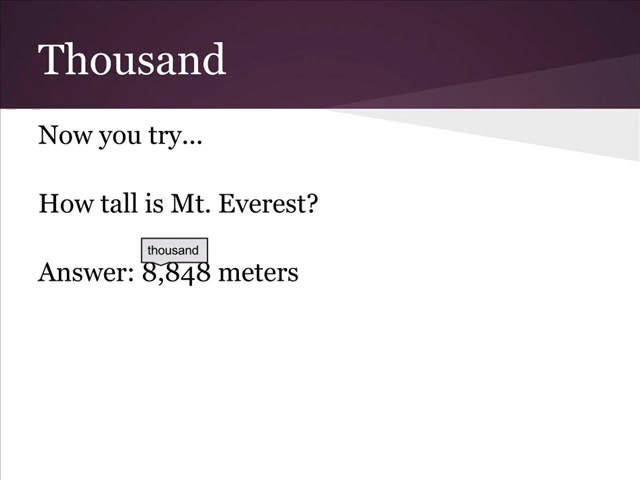 Thousand
Now you try...
How tall is Mt. Everest?
thousand
Answer: 8,848 meters